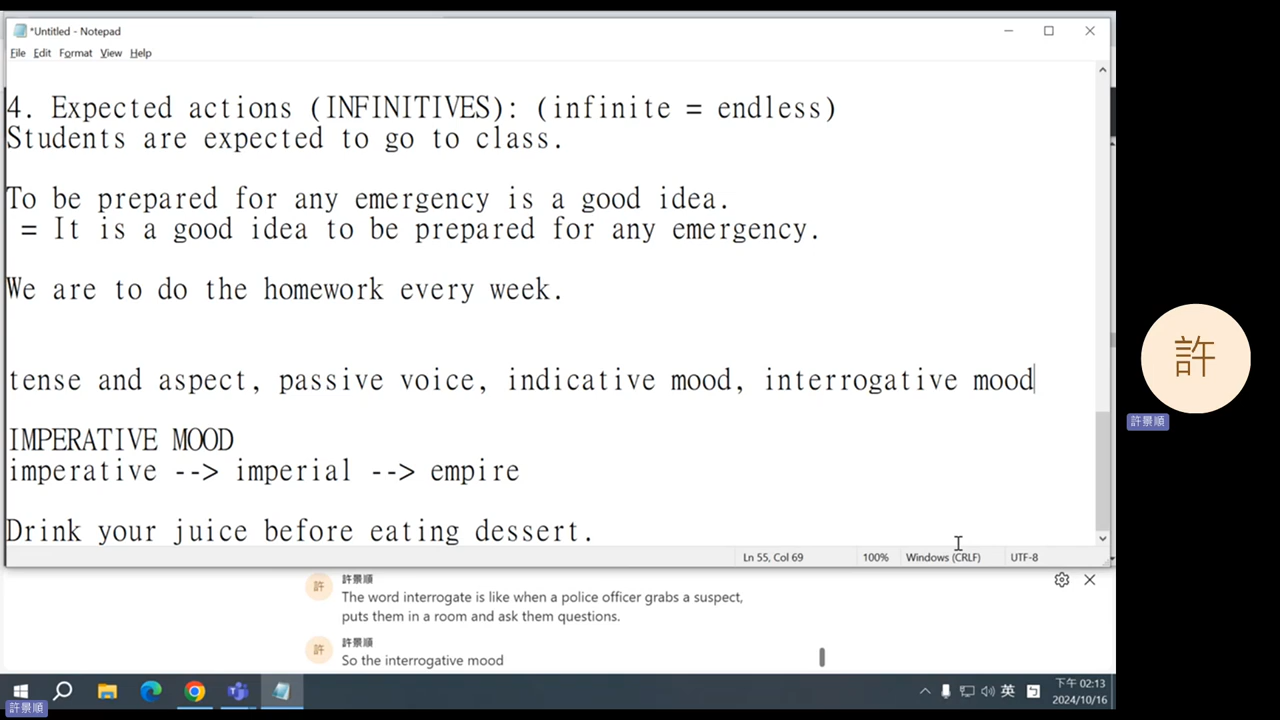 *Untitled - Notepad
File Edit Format View Help
4. Expected actions (INFINITIVES): (infinite = endless)
Students are expected to go to class.
To be prepared for any emergency is a good idea.
= It is a good idea to be prepared for any emergency.
We are to do the homework every week.
tense and aspect, passive voice, indicative mood, interrogative mood
IMPERATIVE MOOD
imperative --> imperial --> empire
Drink your juice before eating dessert.
Ln 55, Col 69 100% Windows (CRLF) UTF-8
許 許景順
The word interrogate is like when a police officer grabs a suspect,
puts them in a room and ask them questions.
許 許景順
So the interrogative mood
許
許景順
英 下午 02:13
2024/10/16
許景順